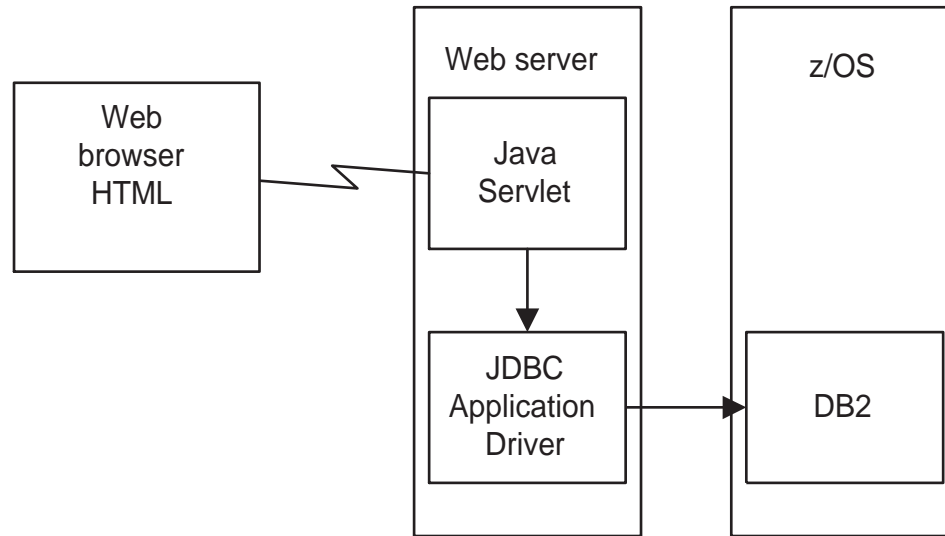 Web
browser
HTML
Web server
Java
Servlet
JDBC
Application
Driver
z/OS
DB2